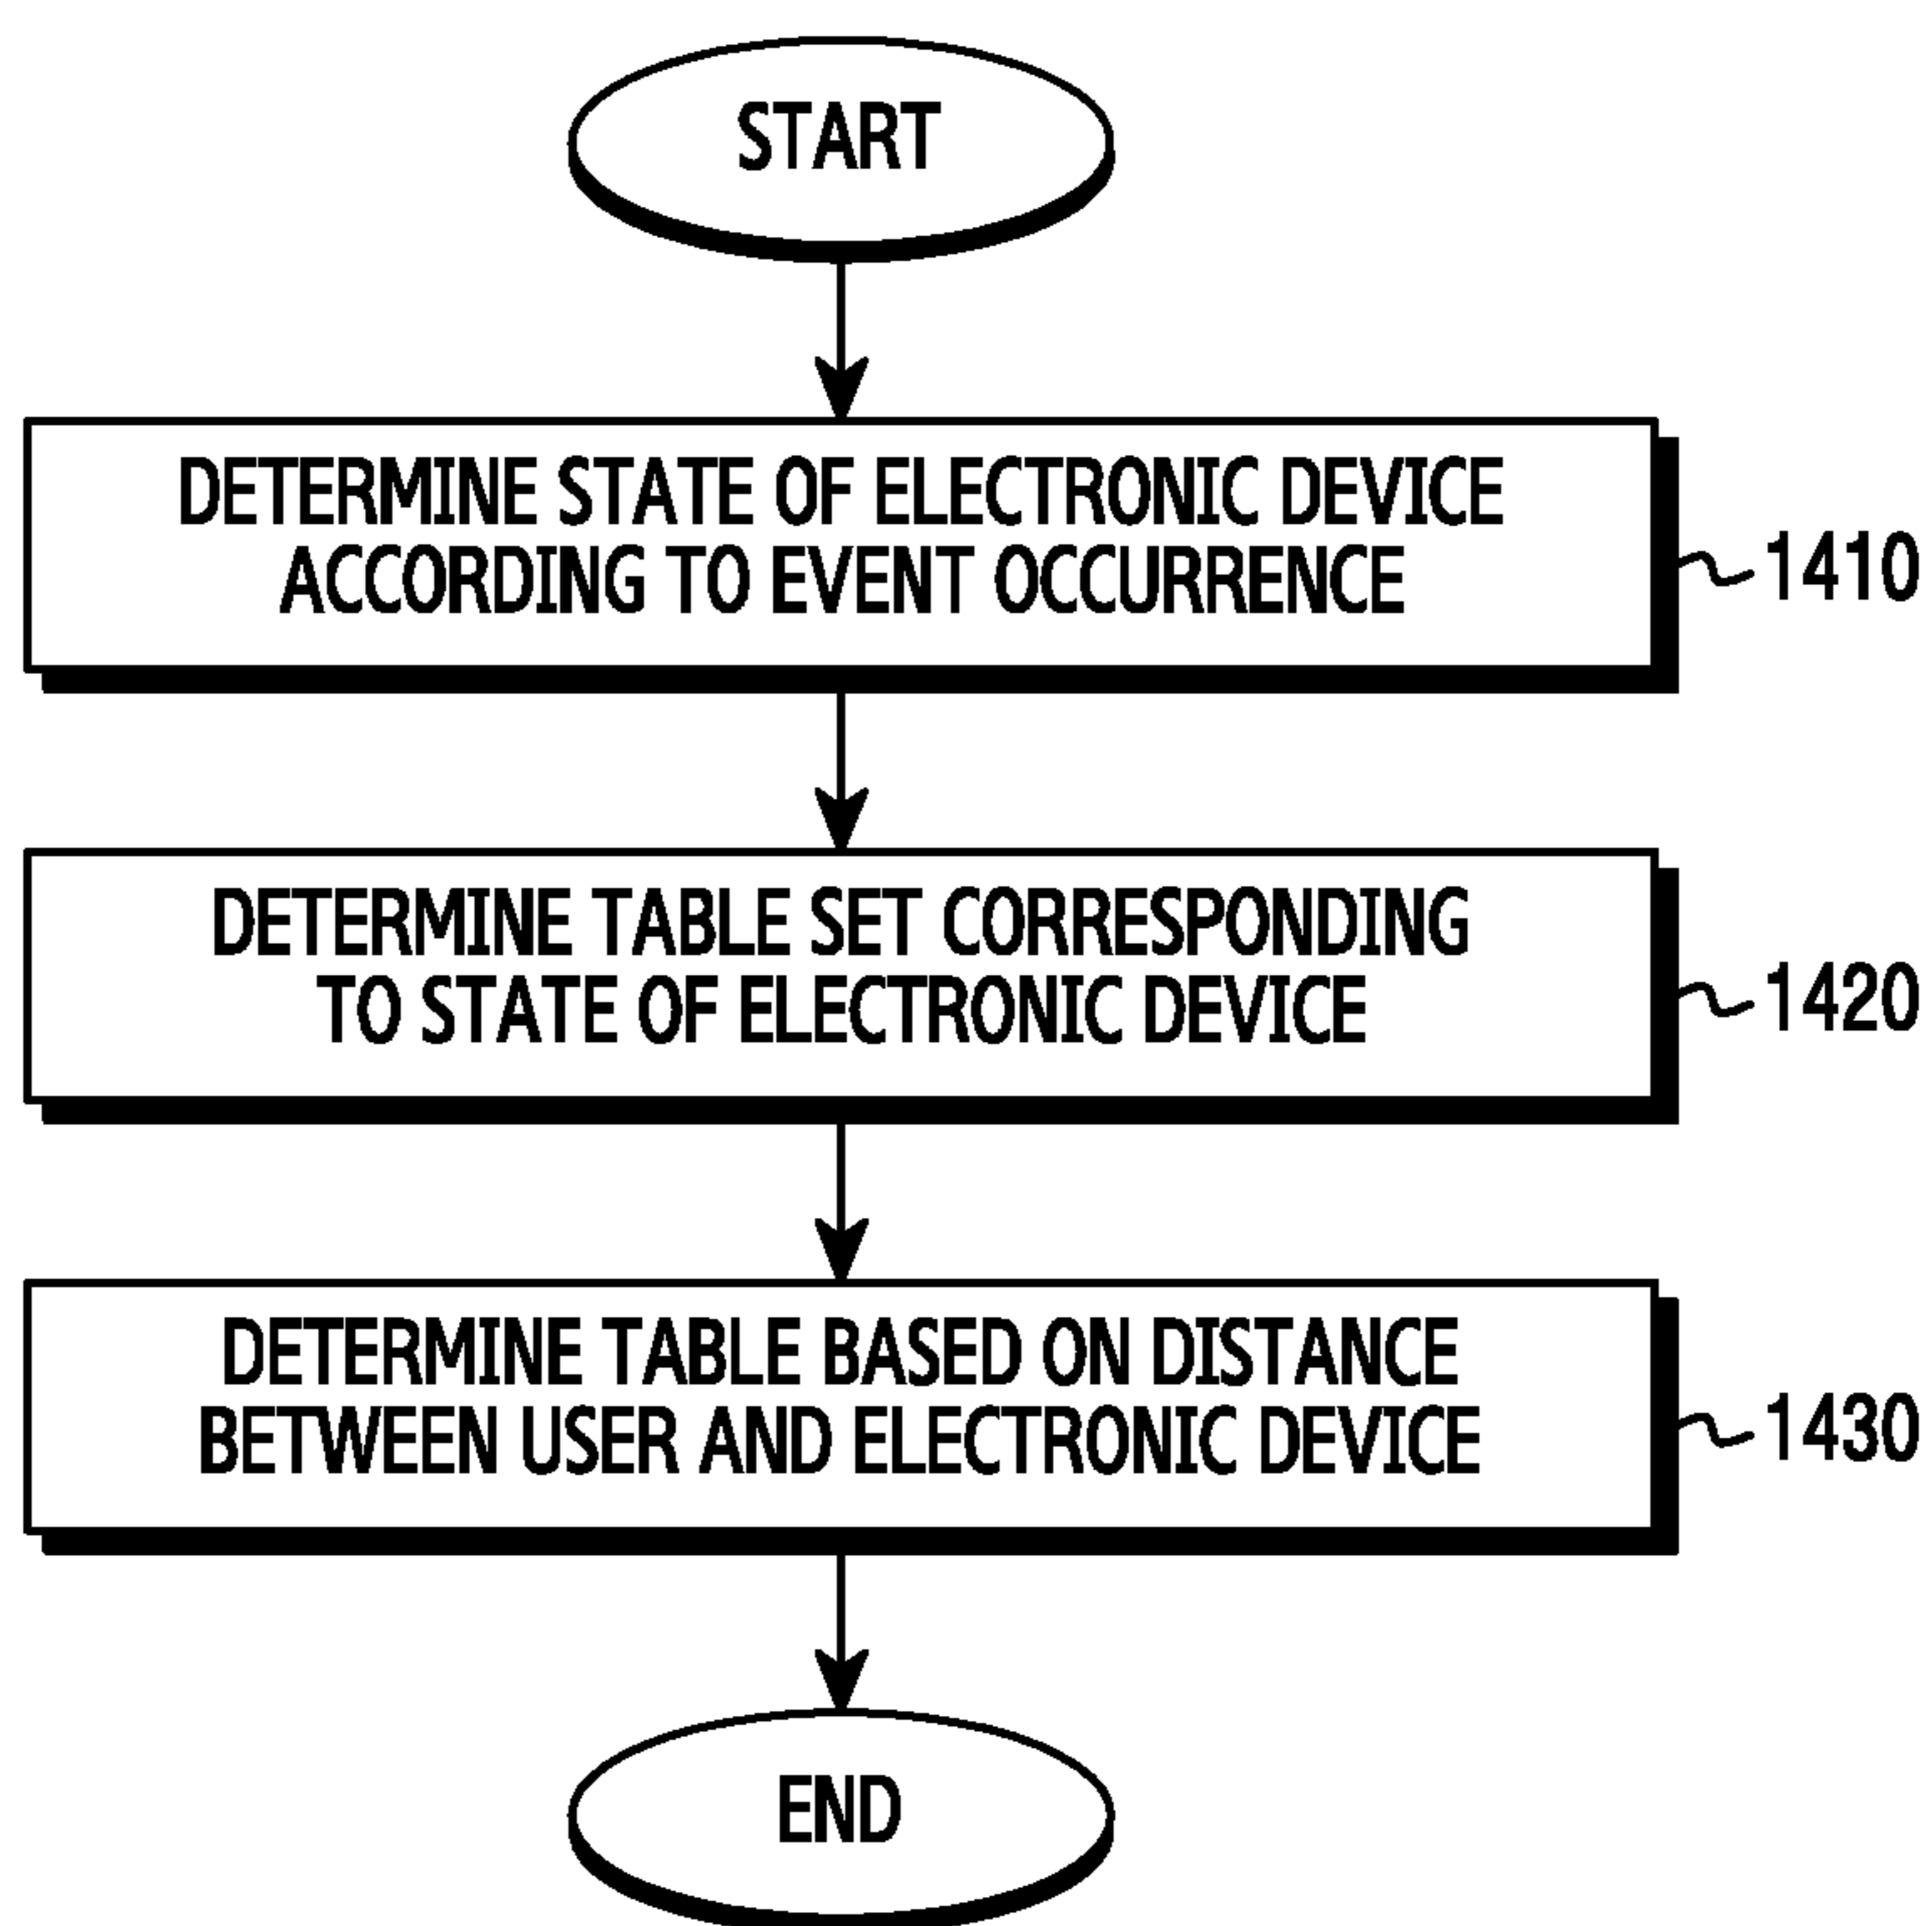 START
DETERMINE STATE OF ELECTRONIC DEVICE
ACCORDING TO EVENT OCCURRENCE
1410
DETERMINE TABLE SET CORRESPONDING
TO STATE OF ELECTRONIC DEVICE
1420
DETERMINE TABLE BASED ON DISTANCE
BETWEEN USER AND ELECTRONIC DEVICE
1430
END